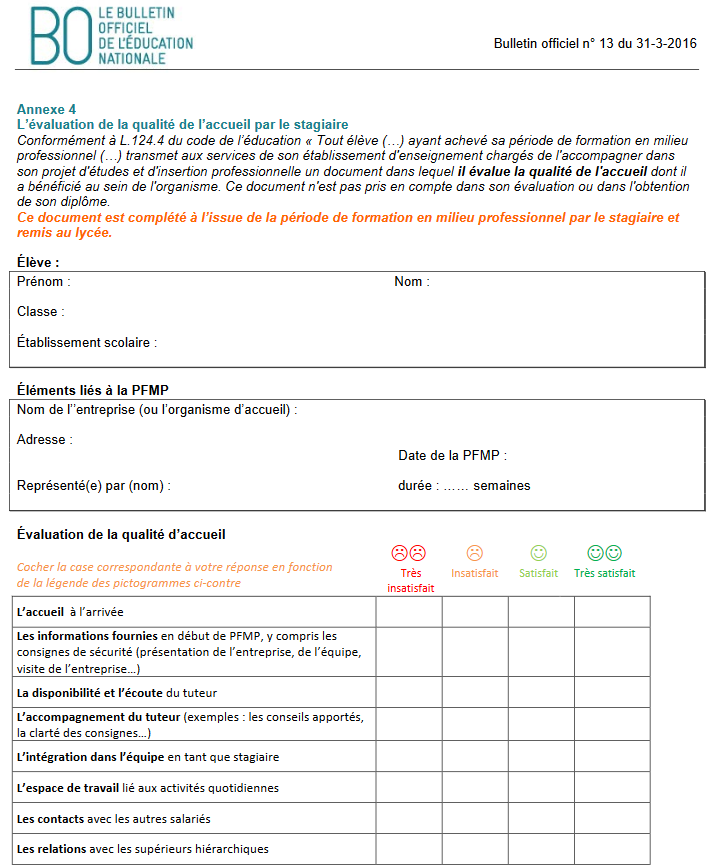 BO LE BULLETIN
OFFICIEL
DE L'ÉDUCATION
NATIONALE
Bulletin officiel n° 13 du 31-3-2016
Annexe 4
L'évaluation de la qualité de l'accueil par le stagiaire
Conformément à L.124.4 du code de l'éducation « Tout élève (…) ayant achevé sa période de formation en milieu
professionnel (…) transmet aux services de son établissement d'enseignement chargés de l'accompagner dans
son projet d'études et d'insertion professionnelle un document dans lequel il évalue la qualité de l'accueil dont il
a bénéficié au sein de l'organisme. Ce document n'est pas pris en compte dans son évaluation ou dans l'obtention
de son diplôme.
Ce document est complété à l'issue de la période de formation en milieu professionnel par le stagiaire et
remis au lycée.
Élève :
Prénom : Nom :
Classe :
Établissement scolaire :
Éléments liés à la PFMP
Nom de l''entreprise (ou l'organisme d'accueil) :
Adresse :
Date de la PFMP :
Représenté(e) par (nom) : durée : …… semaines
Évaluation de la qualité d'accueil
Cocher la case correspondante à votre réponse en fonction
de la légende des pictogrammes ci-contre
Très
insatisfait
Insatisfait
Satisfait
Très satisfait
L'accueil à l'arrivée
Les informations fournies en début de PFMP, y compris les
consignes de sécurité (présentation de l'entreprise, de l'équipe,
visite de l'entreprise…)
La disponibilité et l'écoute du tuteur
L'accompagnement du tuteur (exemples : les conseils apportés,
la clarté des consignes…)
L'intégration dans l'équipe en tant que stagiaire
L'espace de travail lié aux activités quotidiennes
Les contacts avec les autres salariés
Les relations avec les supérieurs hiérarchiques